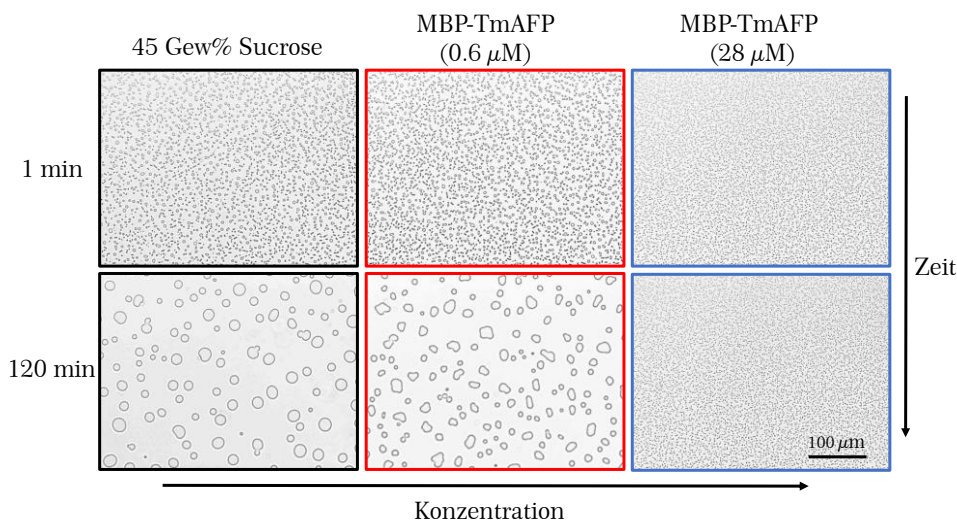 45 Gew% Sucrose
MBP-TmAFP
(0.6 μM)
MBP-TmAFP
(28 μM)
1 min
120 min
Zeit
100 μm
Konzentration